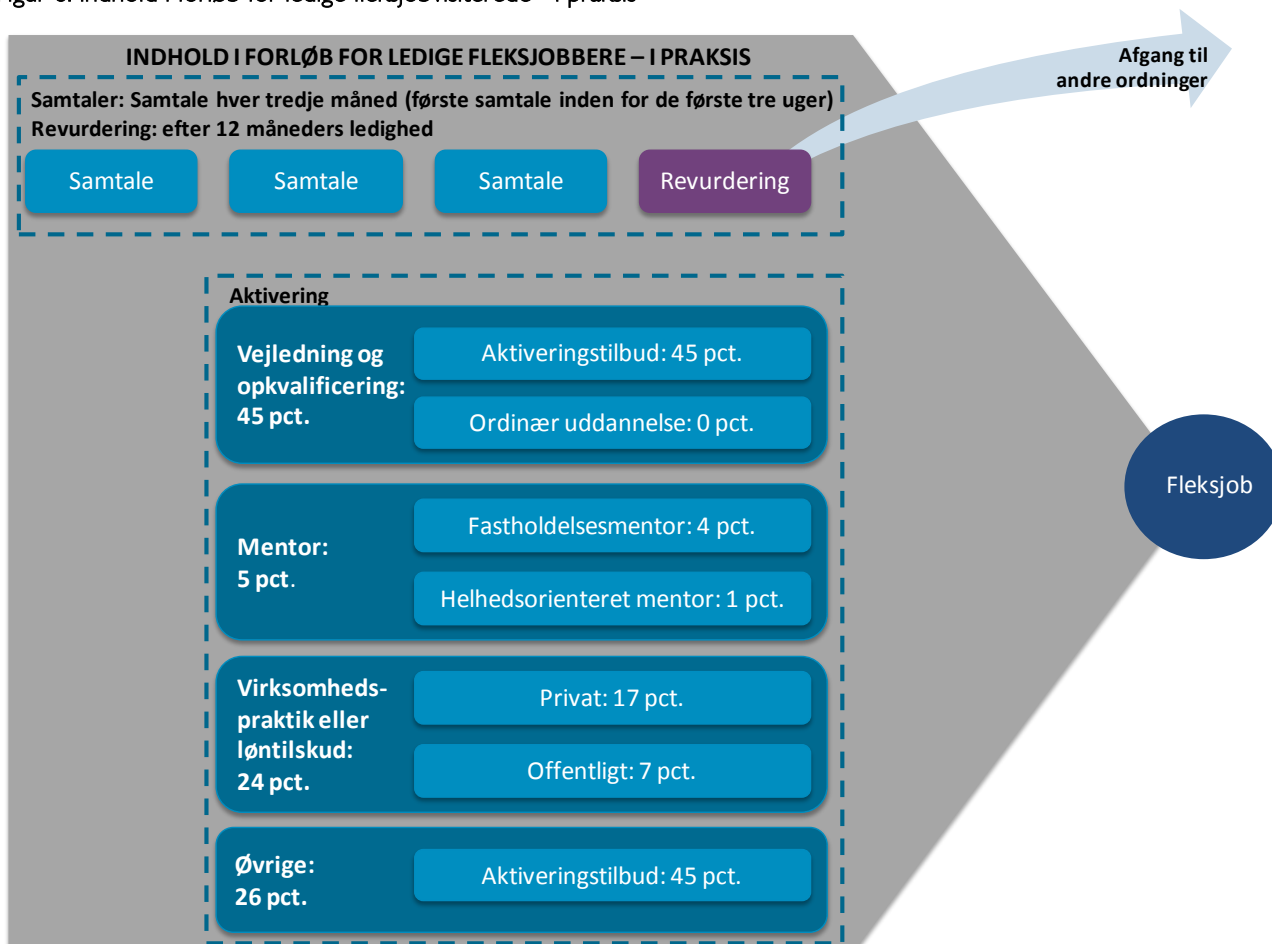 INDHOLD I FORLØB FOR LEDIGE FLEKSJOBBERE – I PRAKSIS
Afgang til
andre ordninger
Samtaler: Samtale hver tredje måned (første samtale inden for de første tre uger)
Revurdering: efter 12 måneders ledighed
Samtale
Samtale
Samtale
Revurdering
Aktivering
Vejledning og
opkvalificering:
45 pct.
Aktiveringstilbud: 45 pct.
Ordinær uddannelse: 0 pct.
Fleksjob
Mentor:
5 pct.
Fastholdelsesmentor: 4 pct.
Helhedsorienteret mentor: 1 pct.
Virksomheds-
praktik eller
løntilskud:
24 pct.
Privat: 17 pct.
Offentligt: 7 pct.
Øvrige:
26 pct.
Aktiveringstilbud: 45 pct.